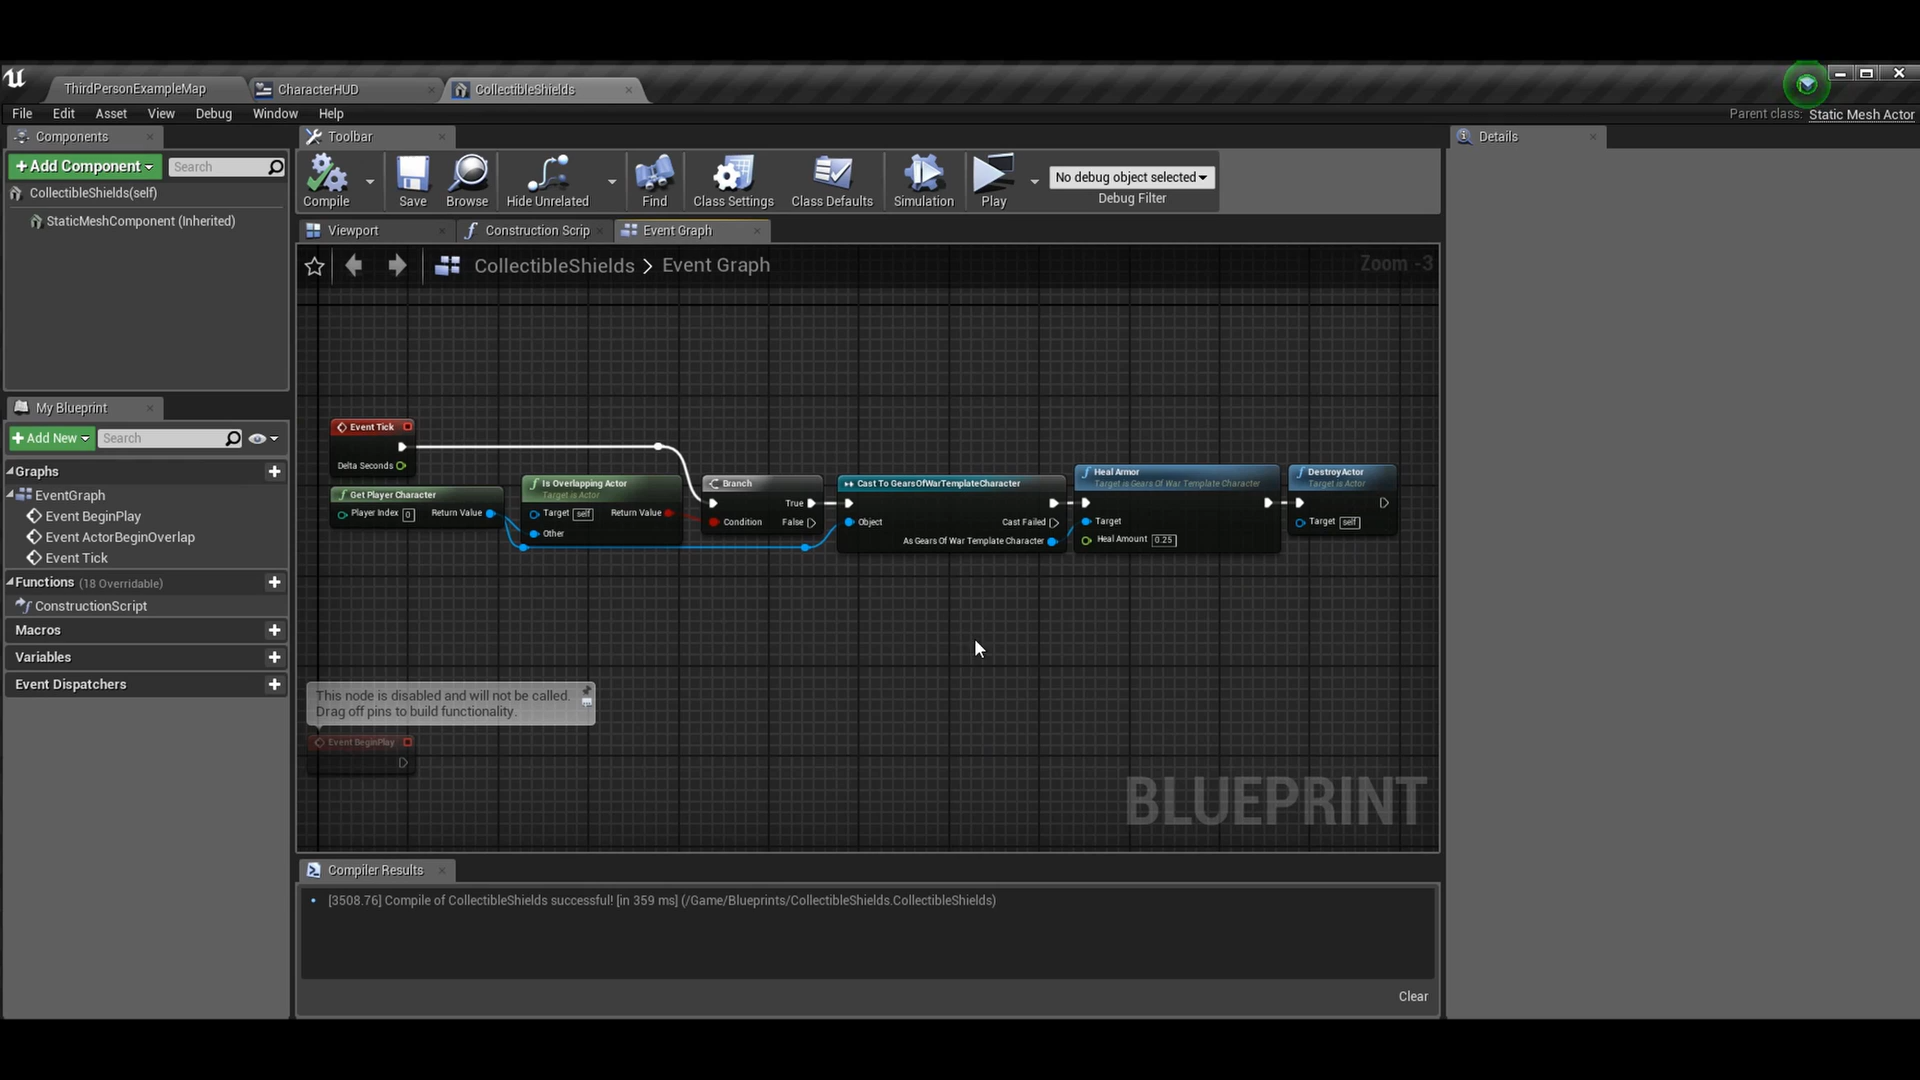 ThirdPersonExampleMap
CharacterHUD
CollectibleShields
File Edit Asset View Debug Window Help
Parent class: Static Mesh Actor
Components
Toolbar
Details
+ Add Component
Search
CollectibleShields(self)
StaticMeshComponent (Inherited)
Compile
Save
Browse
Hide Unrelated
Find
Class Settings
Class Defaults
Simulation
Play
No debug object selected
Debug Filter
Viewport
Construction Scrip
Event Graph
CollectibleShields > Event Graph
Zoom -3
My Blueprint
+ Add New
Search
Graphs
EventGraph
Event BeginPlay
Event ActorBeginOverlap
Event Tick
Functions (18 Overridable)
ConstructionScript
Macros
Variables
Event Dispatchers
Event Tick
Delta Seconds
Get Player Character
Player Index 0
Return Value
Is Overlapping Actor
Target is Actor
Target self
Return Value
Other
Branch
True
Condition
False
Cast To GearsOfWarTemplateCharacter
Object
Cast Failed
As Gears Of War Template Character
Heal Armor
Target is Gears Of War Template Character
Target
Heal Amount 0.25
DestroyActor
Target is Actor
Target self
This node is disabled and will not be called.
Drag off pins to build functionality.
Event BeginPlay
BLUEPRINT
Compiler Results
[3508.76] Compile of CollectibleShields successful! [in 359 ms] (/Game/Blueprints/CollectibleShields.CollectibleShields)
Clear